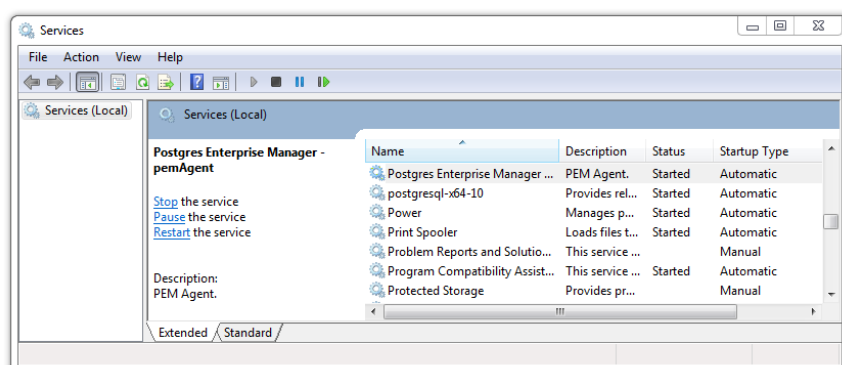 Services
File Action View Help
Services (Local)
Services (Local)
Postgres Enterprise Manager -
pemAgent
Stop the service
Pause the service
Restart the service
Description:
PEM Agent.
Name Description Status Startup Type
Postgres Enterprise Manager ... PEM Agent. Started Automatic
postgresql-x64-10 Provides rel... Started Automatic
Power Manages p... Started Automatic
Print Spooler Loads files t... Started Automatic
Problem Reports and Solutio... This service ... Manual
Program Compatibility Assist... This service ... Started Automatic
Protected Storage Provides pr... Manual
Extended Standard